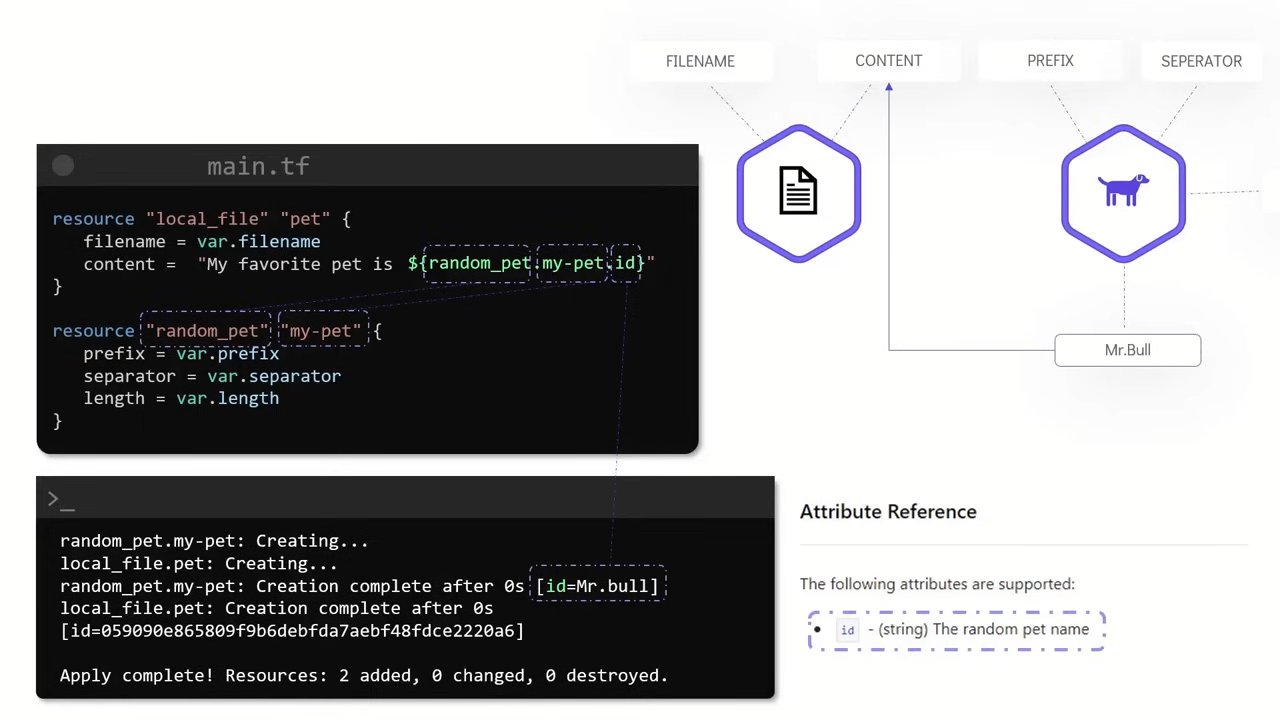 FILENAME
CONTENT
PREFIX
SEPERATOR
main.tf
resource "local_file" "pet" {
filename = var.filename
content = "My favorite pet is ${random_pet.my-pet.id}"
}
resource "random_pet" "my-pet" {
prefix = var.prefix
separator = var.separator
length = var.length
}
Mr.Bull
>_
random_pet.my-pet: Creating...
local_file.pet: Creating...
random_pet.my-pet: Creation complete after 0s [id=Mr.bull]
local_file.pet: Creation complete after 0s
[id=059090e865809f9b6debfda7aebf48fdce2220a6]
Apply complete! Resources: 2 added, 0 changed, 0 destroyed.
Attribute Reference
The following attributes are supported:
• id - (string) The random pet name